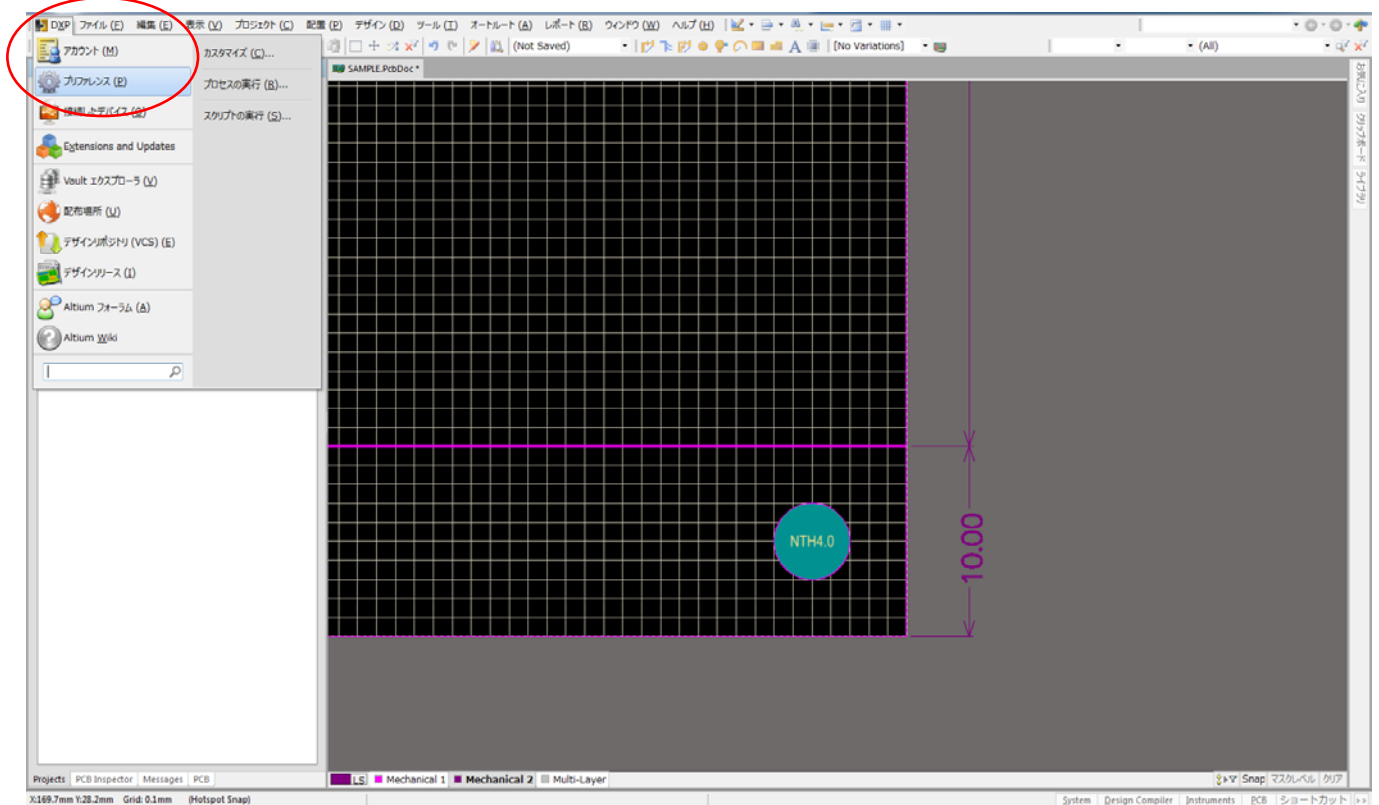 DXP ファイル (F) 編集 (E) 表示 (V) プロジェクト (C) 配置 (P) デザイン (D) ツール (T) オートルート (A) レポート (R) ウィンドウ (W) ヘルプ (H)
(Not Saved) [No Variations] (All)
アカウント (M)
プリファレンス (P)
接続したデバイス (O)
Extensions and Updates
Vault エクスプローラ (V)
配布場所 (U)
デザインリポジトリ (VCS) (E)
デザインリリース (I)
Altium フォーラム (A)
Altium Wiki
カスタマイズ (C)...
プロセスの実行 (R)...
スクリプトの実行 (S)...
SAMPLE.PcbDoc *
NTH4.0
10.00
お気に入り
クリップボード
ライブラリ
Projects PCB Inspector Messages PCB
LS Mechanical 1 Mechanical 2 Multi-Layer
Snap マスクレベル クリア
X:169.7mm Y:28.2mm Grid: 0.1mm (Hotspot Snap)
System Design Compiler Instruments PCB ショートカット >>